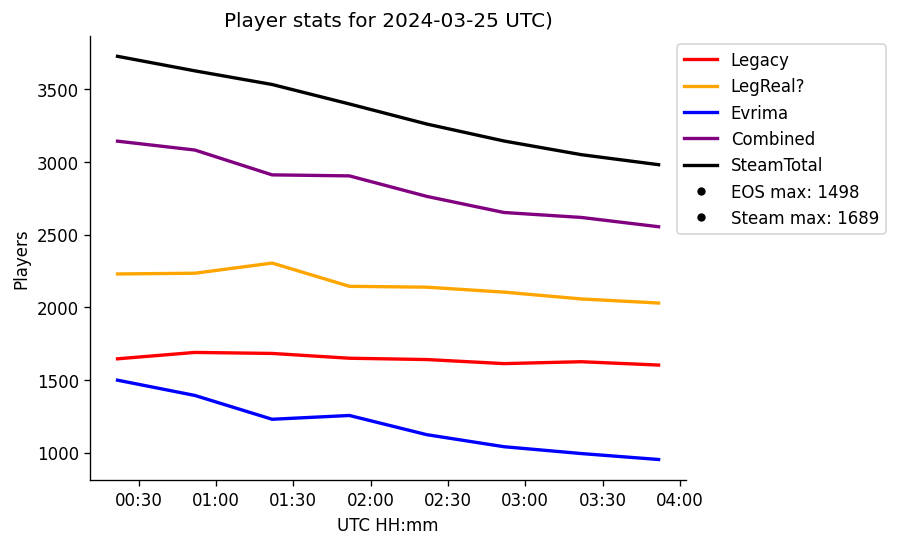 Player stats for 2024-03-25 UTC)
Legacy
LegReal?
Evrima
Combined
SteamTotal
EOS max: 1498
Steam max: 1689
Players
3500
3000
2500
2000
1500
1000
00:30 01:00 01:30 02:00 02:30 03:00 03:30 04:00
UTC HH:mm